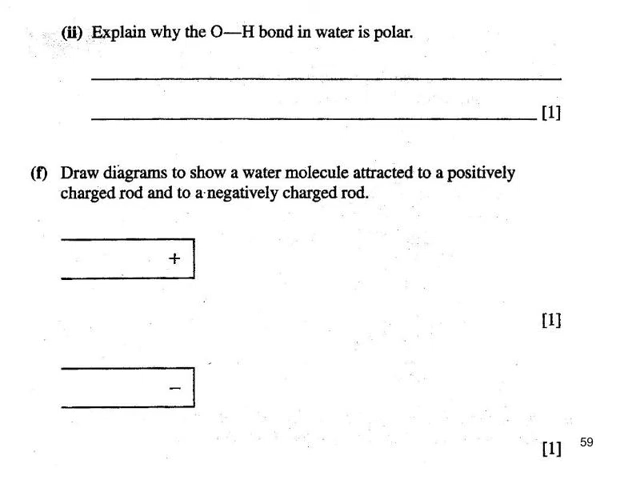 (ii) Explain why the O—H bond in water is polar.
[1]
(f) Draw diagrams to show a water molecule attracted to a positively
charged rod and to a negatively charged rod.
+
[1]
−
[1]
59